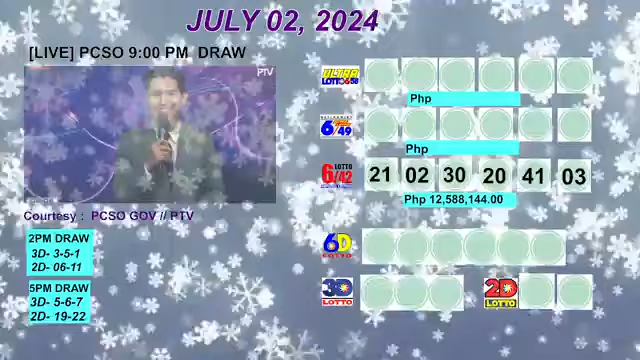 JULY 02, 2024
[LIVE] PCSO 9:00 PM DRAW
PTV
Courtesy : PCSO GOV // PTV
2PM DRAW
3D- 3-5-1
2D- 06-11
5PM DRAW
3D- 5-6-7
2D- 19-22
ULTRA
LOTTO 6/58
Php
6/49
Php
LOTTO
6/42
21 02 30 20 41 03
Php 12,588,144.00
6D
LOTTO
3D
LOTTO
2D
LOTTO